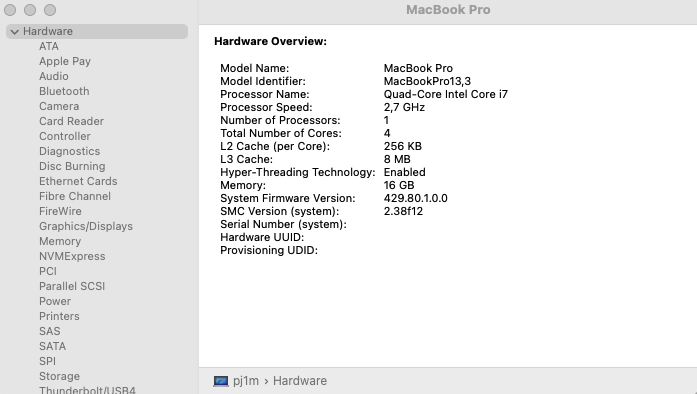 MacBook Pro
Hardware
ATA
Apple Pay
Audio
Bluetooth
Camera
Card Reader
Controller
Diagnostics
Disc Burning
Ethernet Cards
Fibre Channel
FireWire
Graphics/Displays
Memory
NVMExpress
PCI
Parallel SCSI
Power
Printers
SAS
SATA
SPI
Storage
Thunderbolt/USB4
Hardware Overview:
Model Name: MacBook Pro
Model Identifier: MacBookPro13,3
Processor Name: Quad-Core Intel Core i7
Processor Speed: 2,7 GHz
Number of Processors: 1
Total Number of Cores: 4
L2 Cache (per Core): 256 KB
L3 Cache: 8 MB
Hyper-Threading Technology: Enabled
Memory: 16 GB
System Firmware Version: 429.80.1.0.0
SMC Version (system): 2.38f12
Serial Number (system):
Hardware UUID:
Provisioning UDID:
pj1m › Hardware